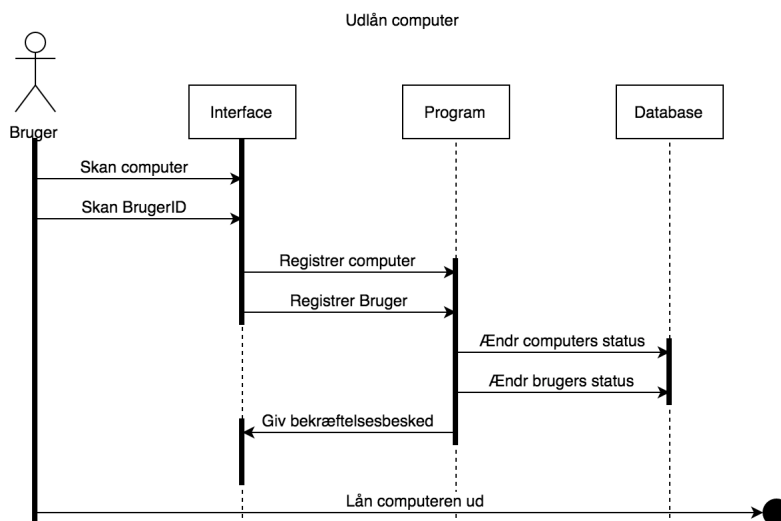 Udlån computer
Bruger
Interface
Program
Database
Skan computer
Skan BrugerID
Registrer computer
Registrer Bruger
Ændr computers status
Ændr brugers status
Giv bekræftelsesbesked
Lån computeren ud